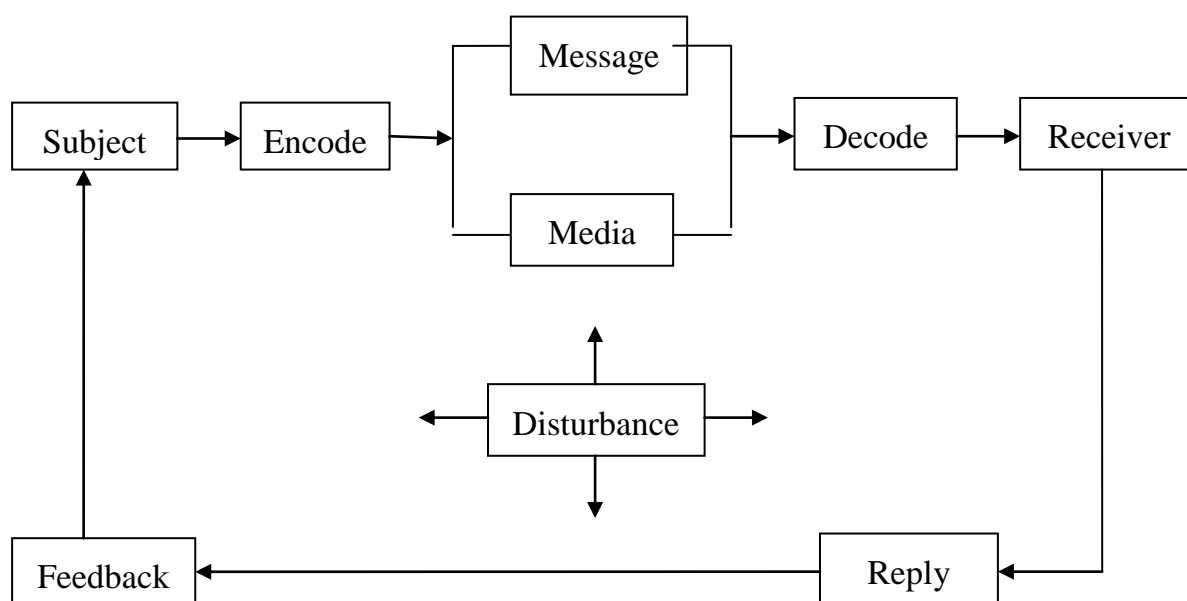 Message
Subject
Encode
Decode
Receiver
Media
Disturbance
Feedback
Reply